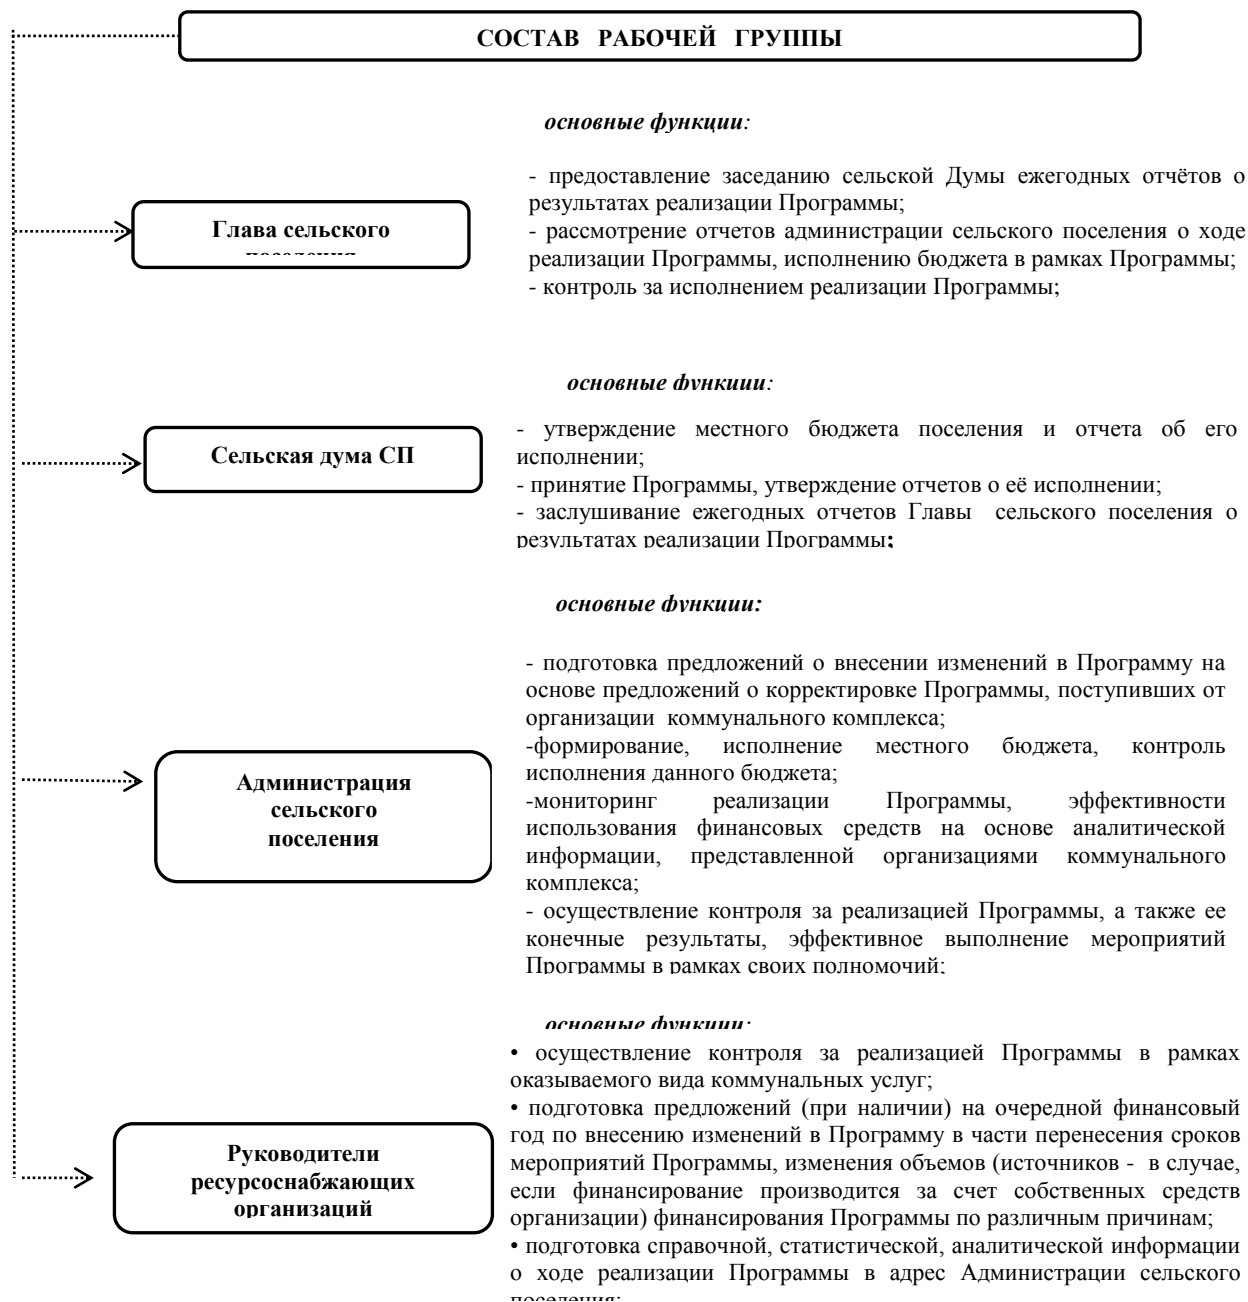 СОСТАВ РАБОЧЕЙ ГРУППЫ
основные функции:
- предоставление заседанию сельской Думы ежегодных отчётов о
результатах реализации Программы;
- рассмотрение отчетов администрации сельского поселения о ходе
реализации Программы, исполнению бюджета в рамках Программы;
- контроль за исполнением реализации Программы;
Глава сельского
поселения
основные функции:
- утверждение местного бюджета поселения и отчета об его
исполнении;
- принятие Программы, утверждение отчетов о её исполнении;
- заслушивание ежегодных отчетов Главы сельского поселения о
результатах реализации Программы;
Сельская дума СП
основные функции:
- подготовка предложений о внесении изменений в Программу на
основе предложений о корректировке Программы, поступивших от
организации коммунального комплекса;
-формирование, исполнение местного бюджета, контроль
исполнения данного бюджета;
-мониторинг реализации Программы, эффективности
использования финансовых средств на основе аналитической
информации, представленной организациями коммунального
комплекса;
- осуществление контроля за реализацией Программы, а также ее
конечные результаты, эффективное выполнение мероприятий
Программы в рамках своих полномочий;
Администрация
сельского
поселения
основные функции:
• осуществление контроля за реализацией Программы в рамках
оказываемого вида коммунальных услуг;
• подготовка предложений (при наличии) на очередной финансовый
год по внесению изменений в Программу в части перенесения сроков
мероприятий Программы, изменения объемов (источников - в случае,
если финансирование производится за счет собственных средств
организации) финансирования Программы по различным причинам;
• подготовка справочной, статистической, аналитической информации
о ходе реализации Программы в адрес Администрации сельского
поселения;
Руководители
ресурсоснабжающих
организаций